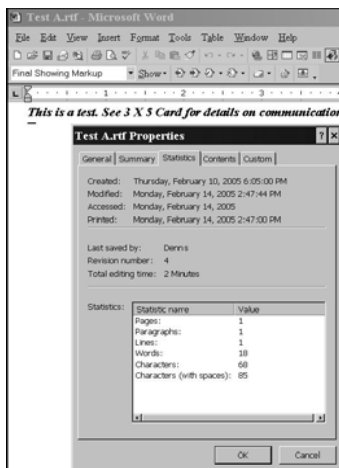 Test A.rtf - Microsoft Word
File Edit View Insert Format Tools Table Window Help
Final Showing Markup Show
1 2 3
This is a test. See 3 X 5 Card for details on communication
Test A.rtf Properties
General Summary Statistics Contents Custom
Created: Thursday, February 10, 2005 6:05:00 PM
Modified: Monday, February 14, 2005 2:47:44 PM
Accessed: Monday, February 14, 2005
Printed: Monday, February 14, 2005 2:47:00 PM
Last saved by: Dennis
Revision number: 4
Total editing time: 2 Minutes
Statistics: Statistic name Value
Pages: 1
Paragraphs: 1
Lines: 1
Words: 18
Characters: 68
Characters (with spaces): 85
OK Cancel